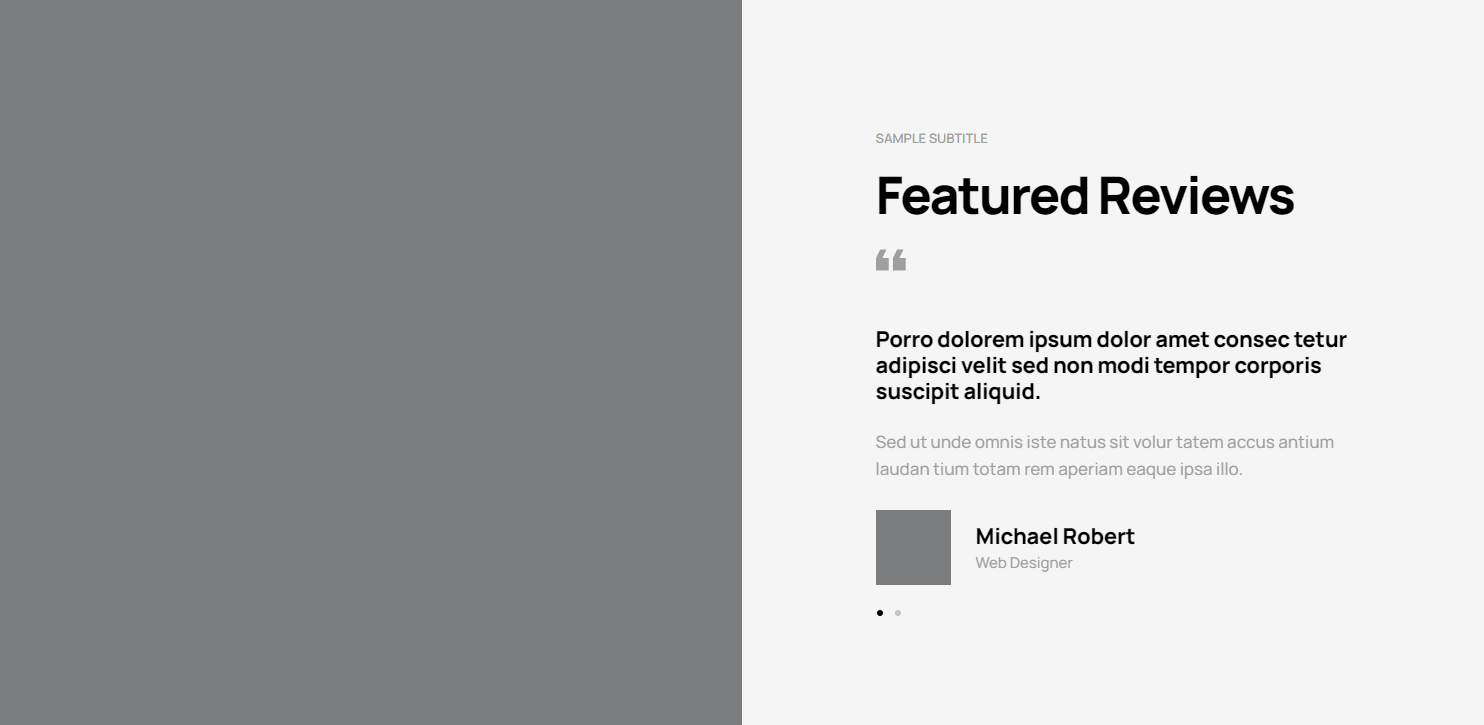 SAMPLE SUBTITLE
Featured Reviews
“
Porro dolorem ipsum dolor amet consec tetur
adipisci velit sed non modi tempor corporis
suscipit aliquid.
Sed ut unde omnis iste natus sit volur tatem accus antium
laudan tium totam rem aperiam eaque ipsa illo.
Michael Robert
Web Designer